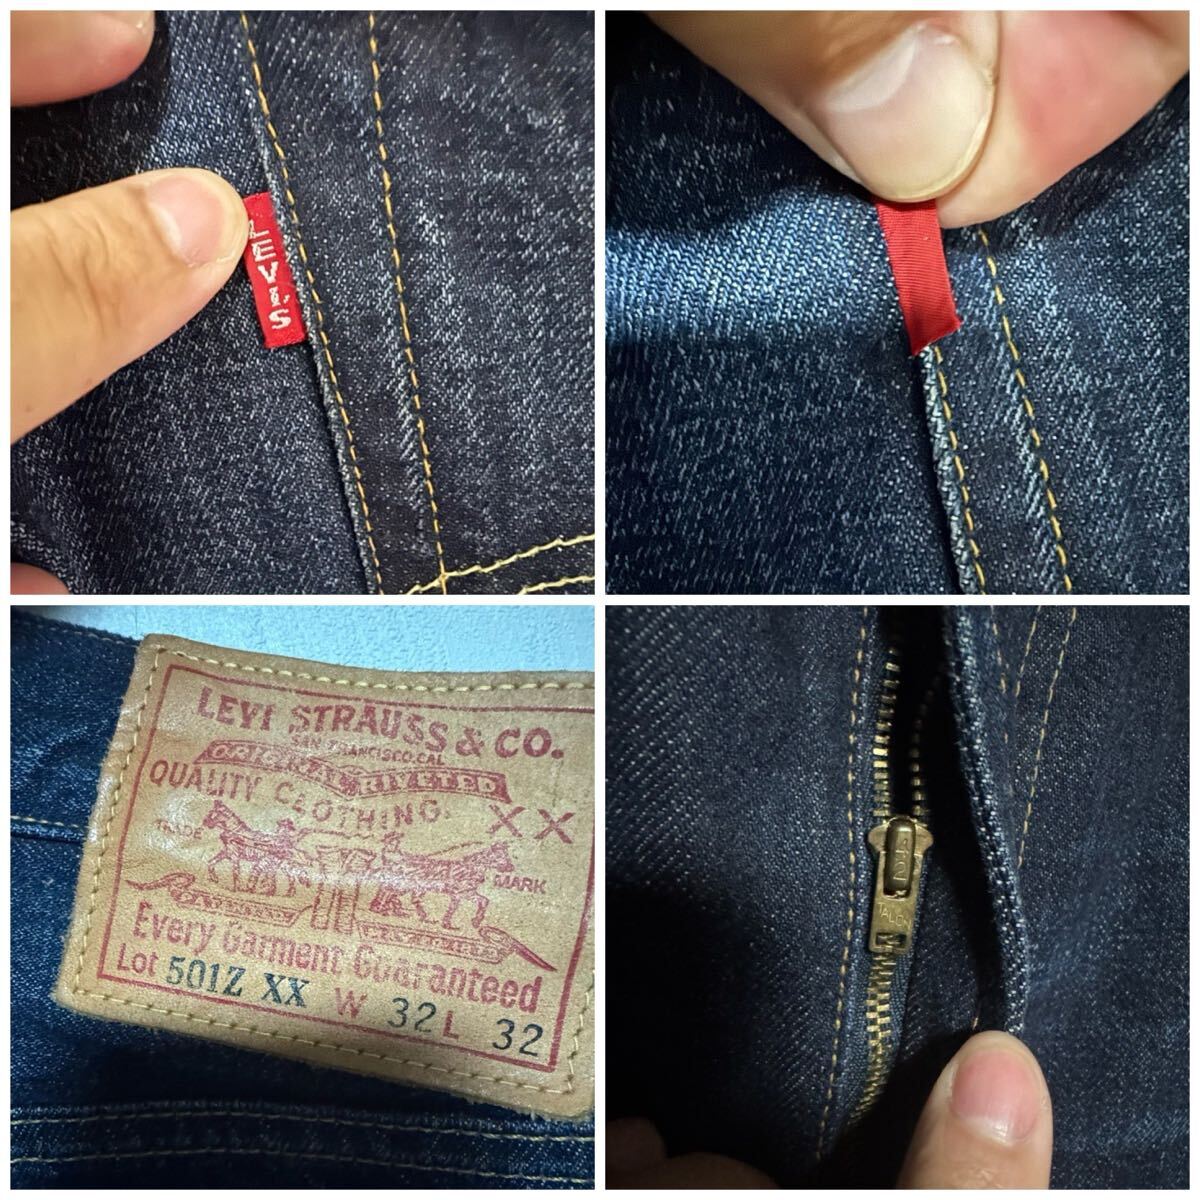 LEVI'S
LEVI STRAUSS & CO.
SAN FRANCISCO, CAL
ORIGINAL RIVETED
QUALITY CLOTHING.
XX
TRADE MARK
PATENTED
Every Garment Guaranteed
Lot 501Z XX W 32 L 32
TALON